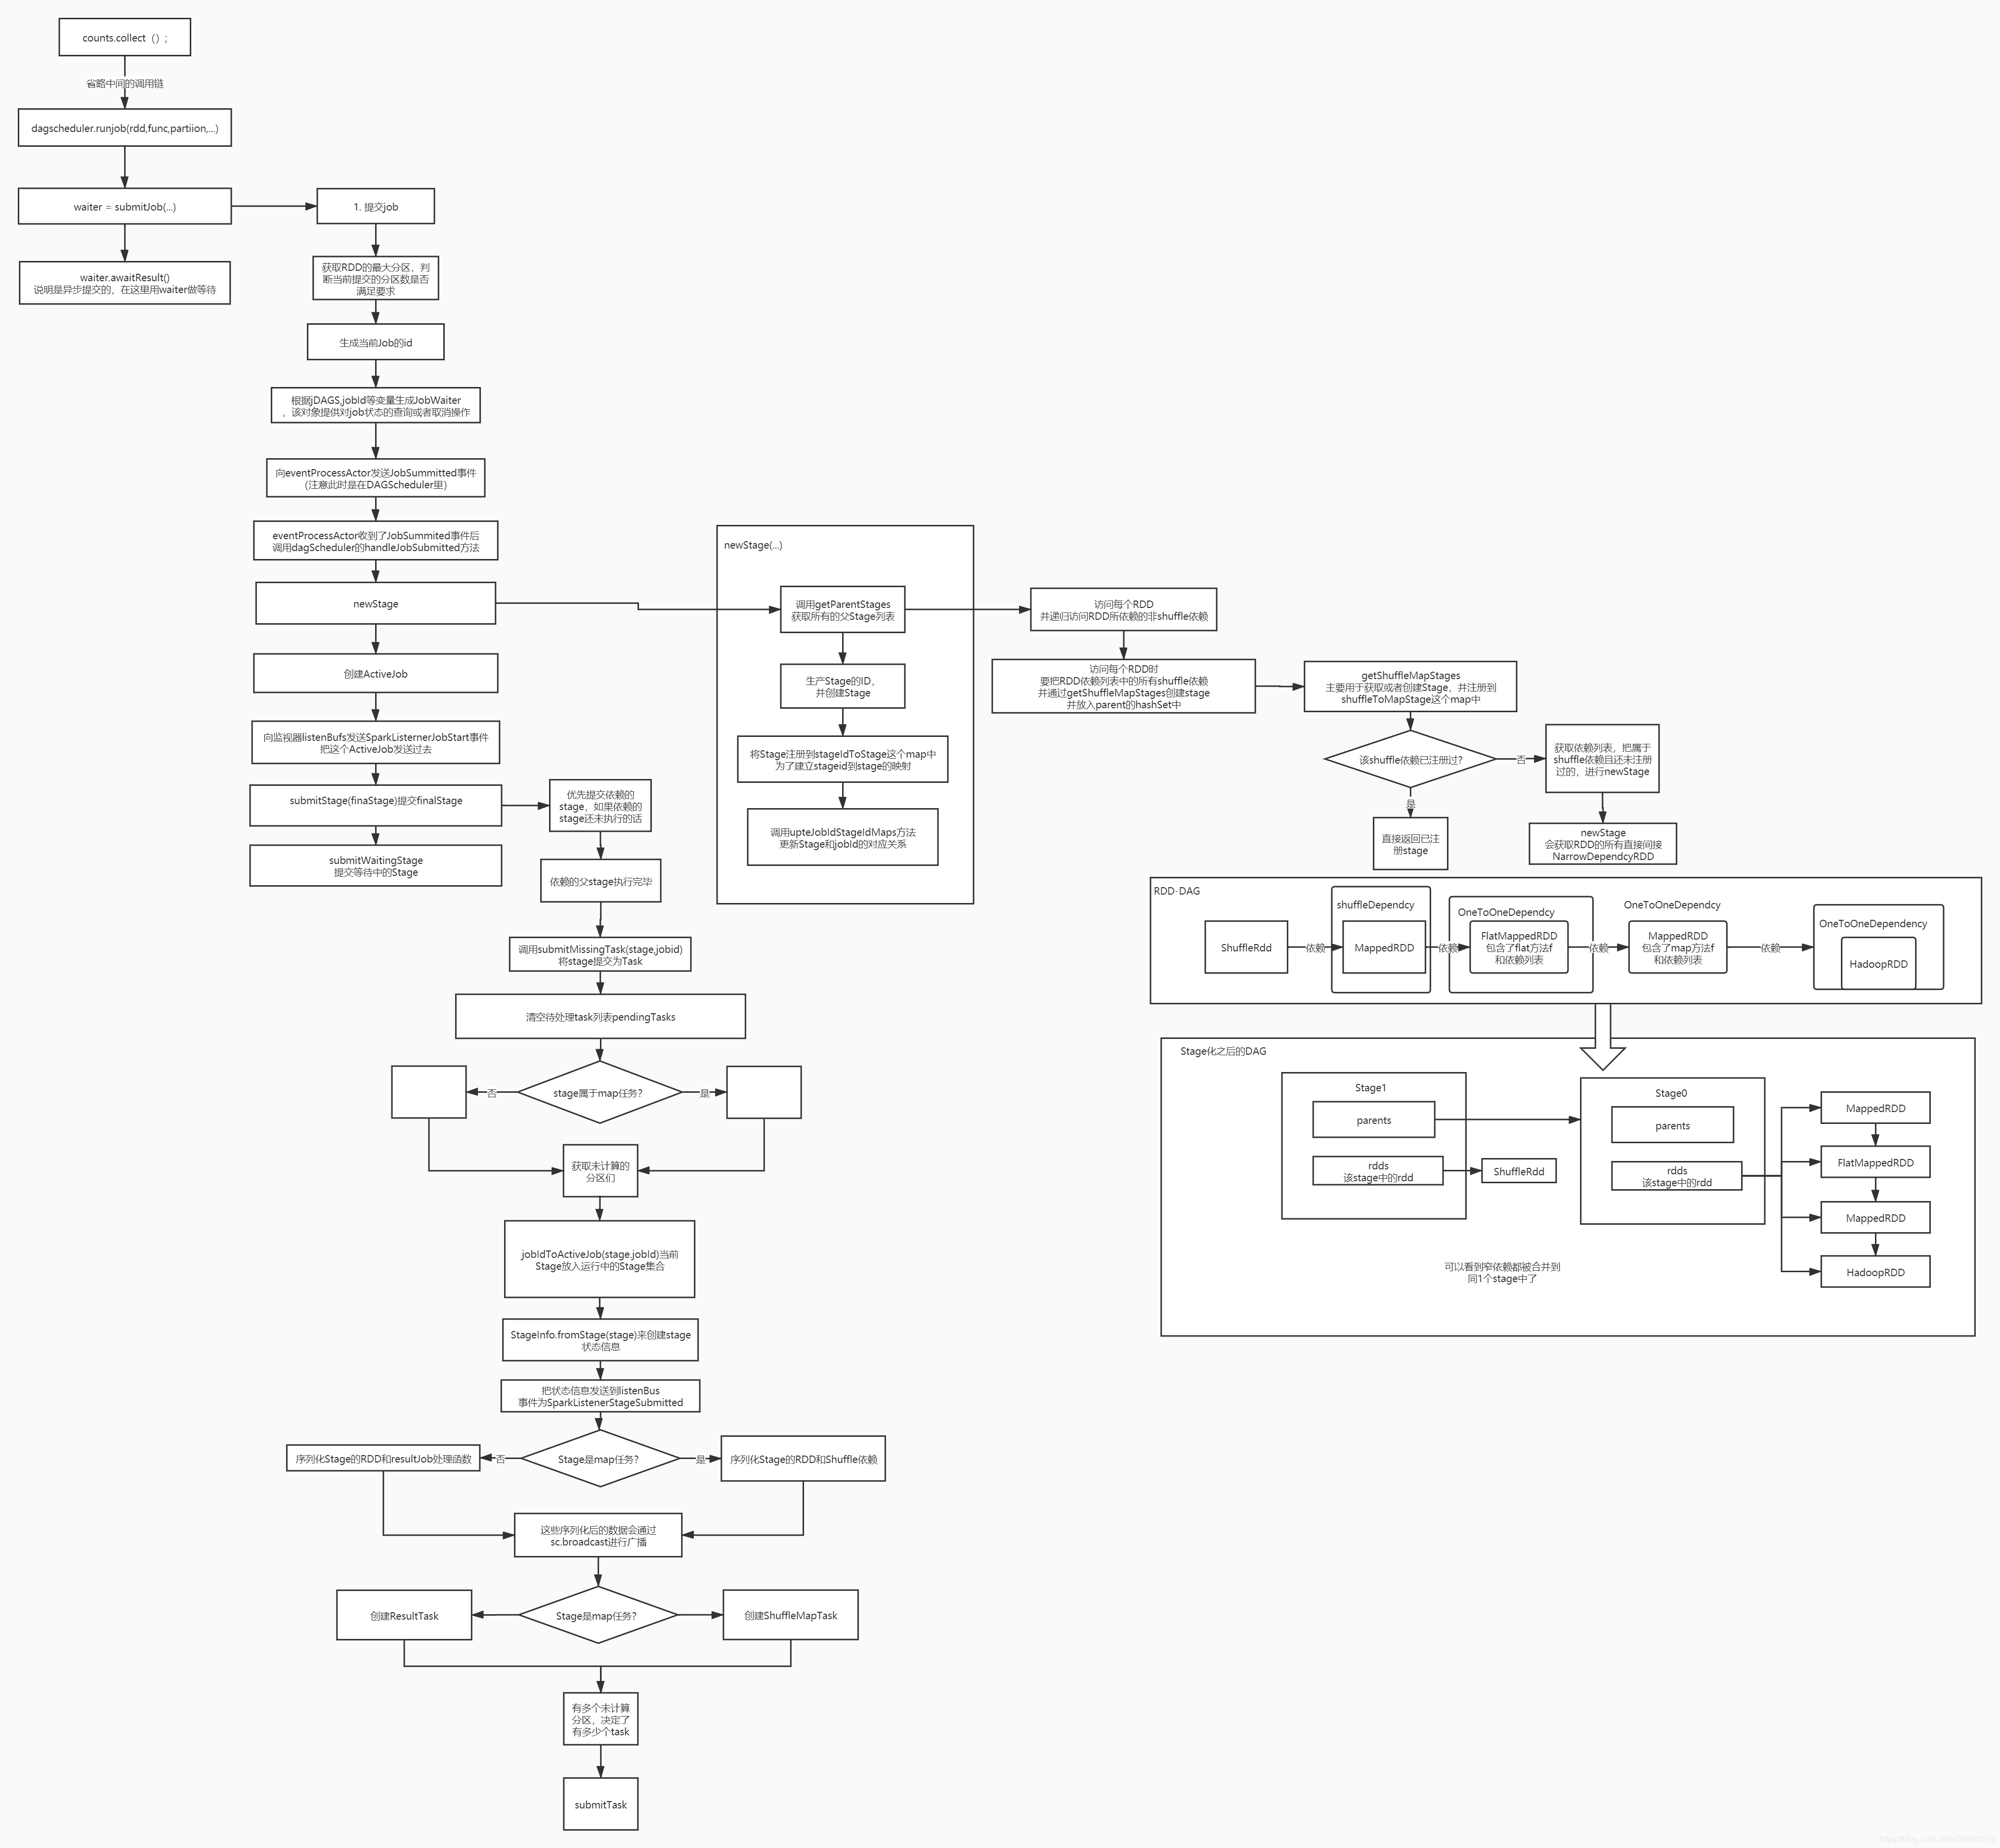 counts.collect（）;
省略中间的调用链
dagscheduler.runjob(rdd,func,partiion,...)
waiter = submitJob(...)
waiter.awaitResult()
说明是异步提交的，在这里用waiter做等待
1. 提交job
获取RDD的最大分区，判
断当前提交的分区数是否
满足要求
生成当前Job的id
根据jDAGS,jobId等变量生成JobWaiter
，该对象提供对job状态的查询或者取消操作
向eventProcessActor发送JobSummitted事件
（注意此时是在DAGScheduler里）
eventProcessActor收到了JobSummited事件后
调用dagScheduler的handleJobSubmitted方法
newStage
创建ActiveJob
向监视器listenBufs发送SparkListernerJobStart事件
把这个ActiveJob发送过去
submitStage(finaStage)提交finalStage
submitWaitingStage
提交等待中的Stage
优先提交依赖的
stage，如果依赖的
stage还未执行的话
依赖的父stage执行完毕
调用submitMissingTask(stage,jobid)
将stage提交为Task
清空待处理task列表pendingTasks
stage属于map任务？
否
是
获取未计算的
分区们
jobIdToActiveJob(stage.jobId)当前
Stage放入运行中的Stage集合
StageInfo.fromStage(stage)来创建stage
状态信息
把状态信息发送到listenBus
事件为SparkListenerStageSubmitted
Stage是map任务？
否
是
序列化Stage的RDD和resultJob处理函数
序列化Stage的RDD和Shuffle依赖
这些序列化后的数据会通过
sc.broadcast进行广播
Stage是map任务？
创建ResultTask
创建ShuffleMapTask
有多个未计算
分区，决定了
有多少个task
submitTask
newStage(...)
调用getParentStages
获取所有的父Stage列表
生产Stage的ID，
并创建Stage
将Stage注册到stageIdToStage这个map中
为了建立stageid到stage的映射
调用upteJobIdStageIdMaps方法
更新Stage和jobId的对应关系
访问每个RDD
并递归访问RDD所依赖的非shuffle依赖
访问每个RDD时
要把RDD依赖列表中的所有shuffle依赖
并通过getShuffleMapStages创建stage
并放入parent的hashSet中
getShuffleMapStages
主要用于获取或者创建Stage，并注册到
shuffleToMapStage这个map中
该shuffle依赖已注册过？
否
是
直接返回已注
册stage
获取依赖列表，把属于
shuffle依赖且还未注册
过的，进行newStage
newStage
会获取RDD的所有直接间接
NarrowDependcyRDD
RDD-DAG
ShuffleRdd
依赖
shuffleDependcy
MappedRDD
依赖
OneToOneDependcy
FlatMappedRDD
包含了flat方法f
和依赖列表
依赖
OneToOneDependcy
MappedRDD
包含了map方法f
和依赖列表
依赖
OneToOneDependency
HadoopRDD
Stage化之后的DAG
Stage1
parents
rdds
该stage中的rdd
ShuffleRdd
Stage0
parents
rdds
该stage中的rdd
MappedRDD
FlatMappedRDD
MappedRDD
HadoopRDD
可以看到窄依赖都被合并到
同1个stage中了